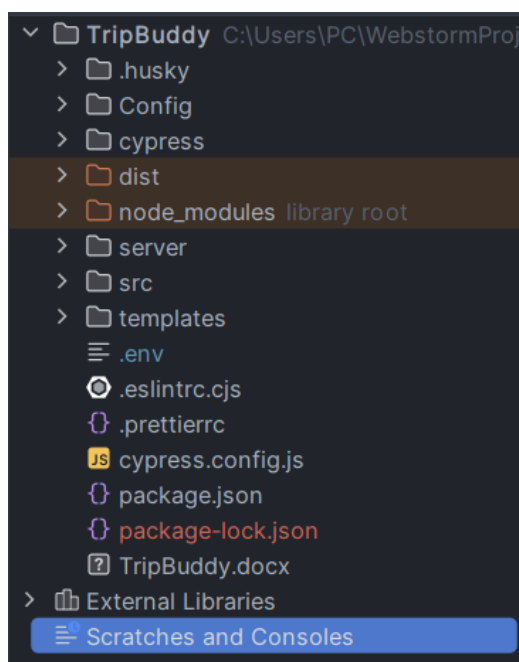 TripBuddy C:\Users\PC\WebstormProj
.husky
Config
cypress
dist
node_modules library root
server
src
templates
.env
.eslintrc.cjs
{} .prettierrc
JS cypress.config.js
{} package.json
{} package-lock.json
? TripBuddy.docx
External Libraries
Scratches and Consoles